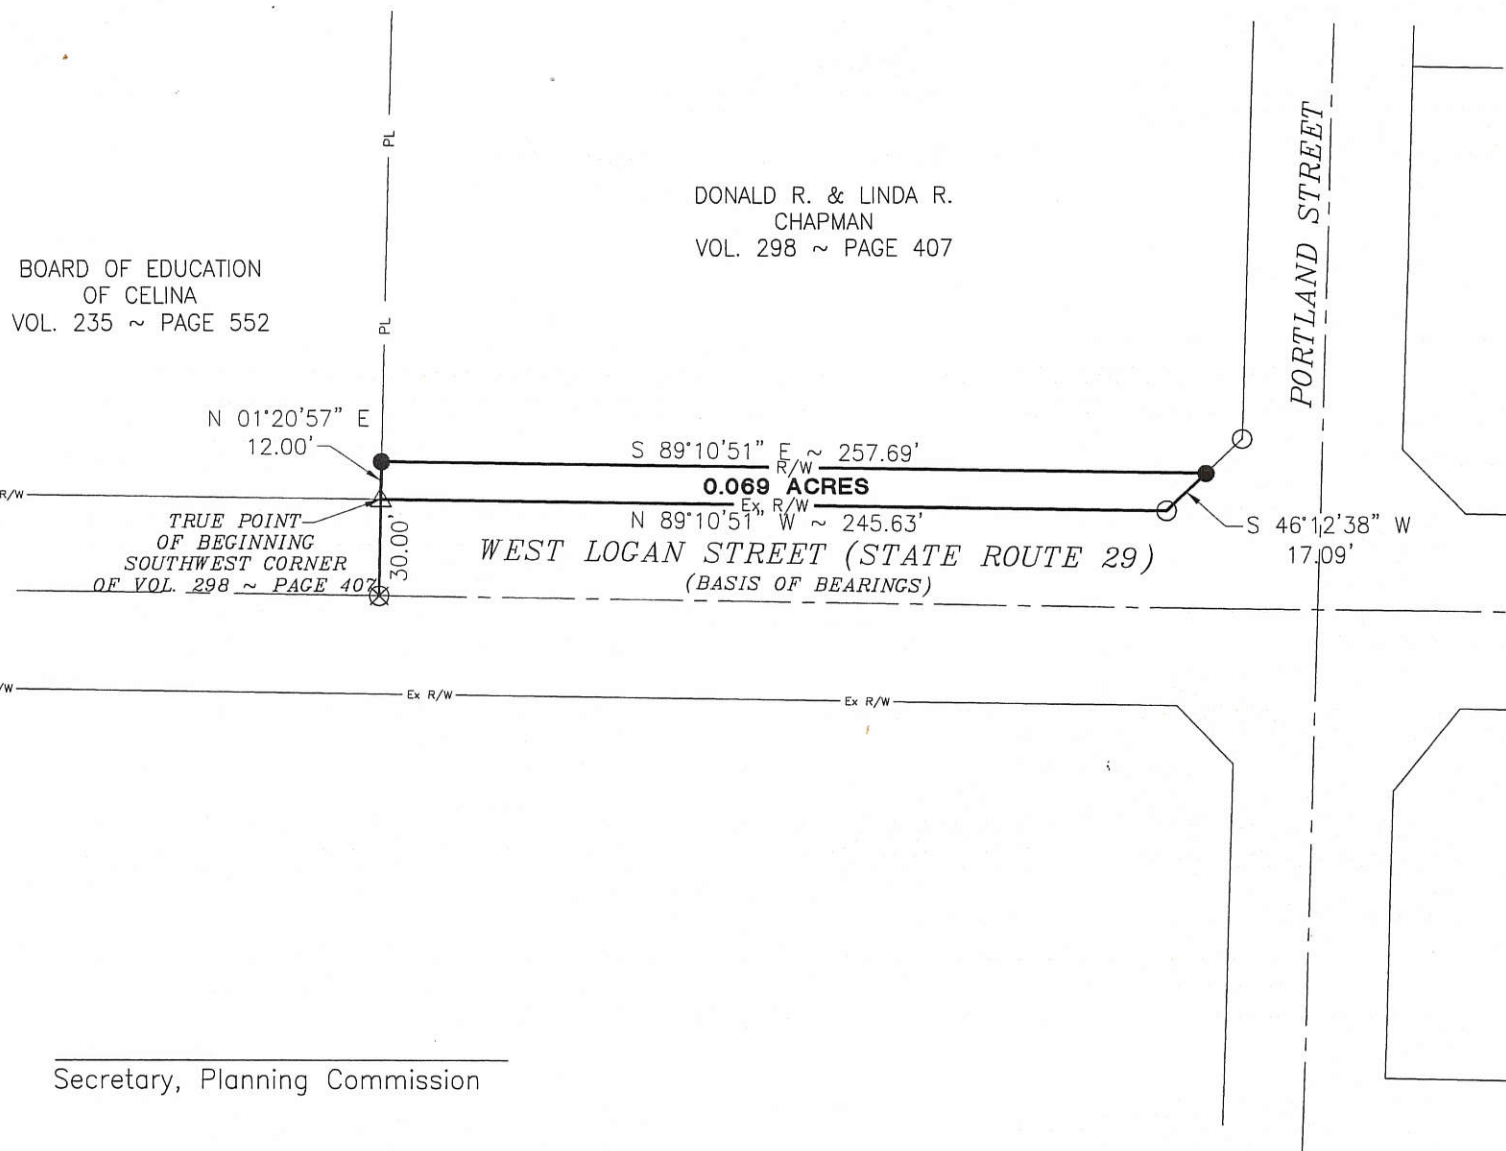 PL
PORTLAND STREET
DONALD R. & LINDA R.
CHAPMAN
VOL. 298 ~ PAGE 407
BOARD OF EDUCATION
OF CELINA
VOL. 235 ~ PAGE 552
PL
N 01°20'57" E
12.00'
S 89°10'51" E ~ 257.69'
R/W
0.069 ACRES
Ex. R/W
N 89°10'51" W ~ 245.63'
R/W
TRUE POINT
OF BEGINNING
SOUTHWEST CORNER
OF VOL. 298 ~ PAGE 407
30.00'
S 46°12'38" W
17.09'
WEST LOGAN STREET (STATE ROUTE 29)
(BASIS OF BEARINGS)
/W
Ex R/W
Ex R/W
Secretary, Planning Commission